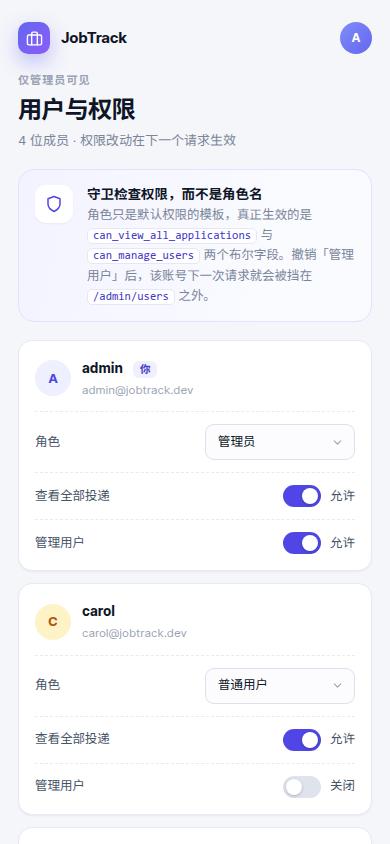 JobTrack
A
仅管理员可见
用户与权限
4 位成员 · 权限改动在下一个请求生效
守卫检查权限，而不是角色名
角色只是默认权限的模板，真正生效的是
can_view_all_applications 与
can_manage_users 两个布尔字段。撤销「管理
用户」后，该账号下一次请求就会被挡在
/admin/users 之外。
A
admin 你
admin@jobtrack.dev
角色 管理员
查看全部投递 允许
管理用户 允许
C
carol
carol@jobtrack.dev
角色 普通用户
查看全部投递 允许
管理用户 关闭